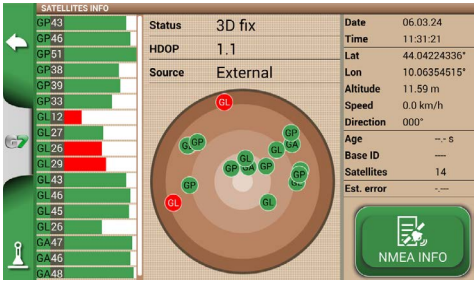 SATELLITES INFO
GP43
GP46
GP51
GP38
GP39
GP33
GL12
GL27
GL26
GL29
GL43
GL46
GL45
GL26
GA47
GA46
GA48
Status 3D fix
HDOP 1.1
Source External
GL
GP
GP
GL
GA
GL
GP
GA
GP
GP
GP
GL
GL
Date 06.03.24
Time 11:31:21
Lat 44.04224336°
Lon 10.06354515°
Altitude 11.59 m
Speed 0.0 km/h
Direction 000°
Age --.- s
Base ID ----
Satellites 14
Est. error -.---
NMEA INFO